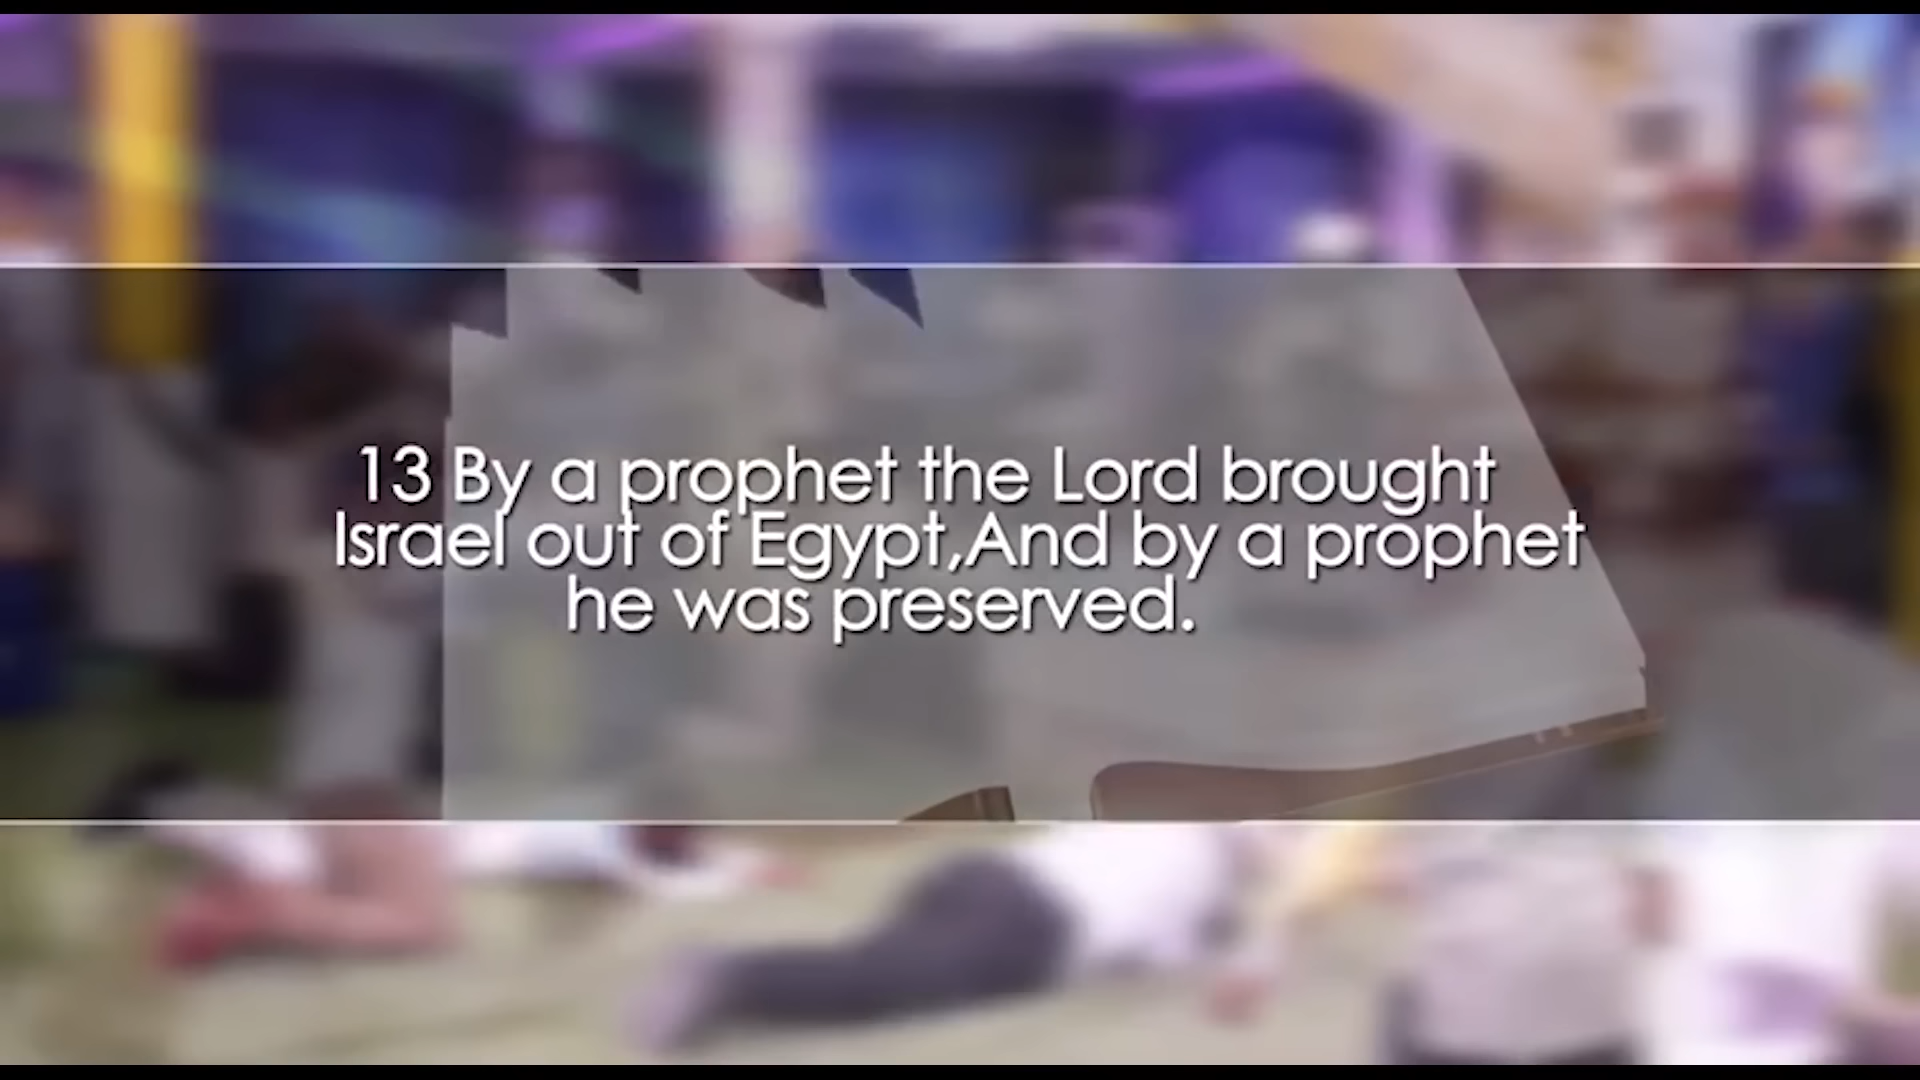 13 By a prophet the Lord brought
Israel out of Egypt,And by a prophet
he was preserved.